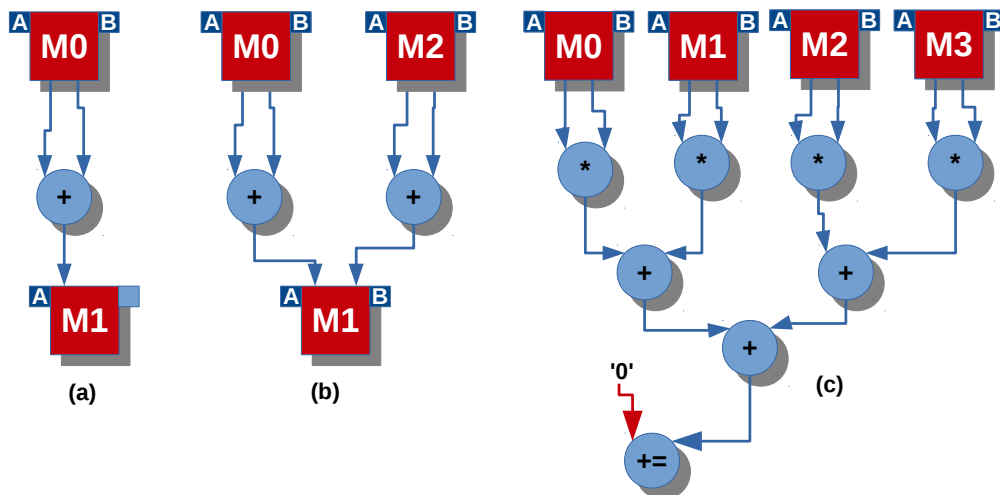 A M0 B
+
A M1
(a)
A M0 B
A M2 B
+
+
A M1 B
(b)
A M0 B
A M1 B
A M2 B
A M3 B
*
*
*
*
+
+
+
'0'
+=
(c)